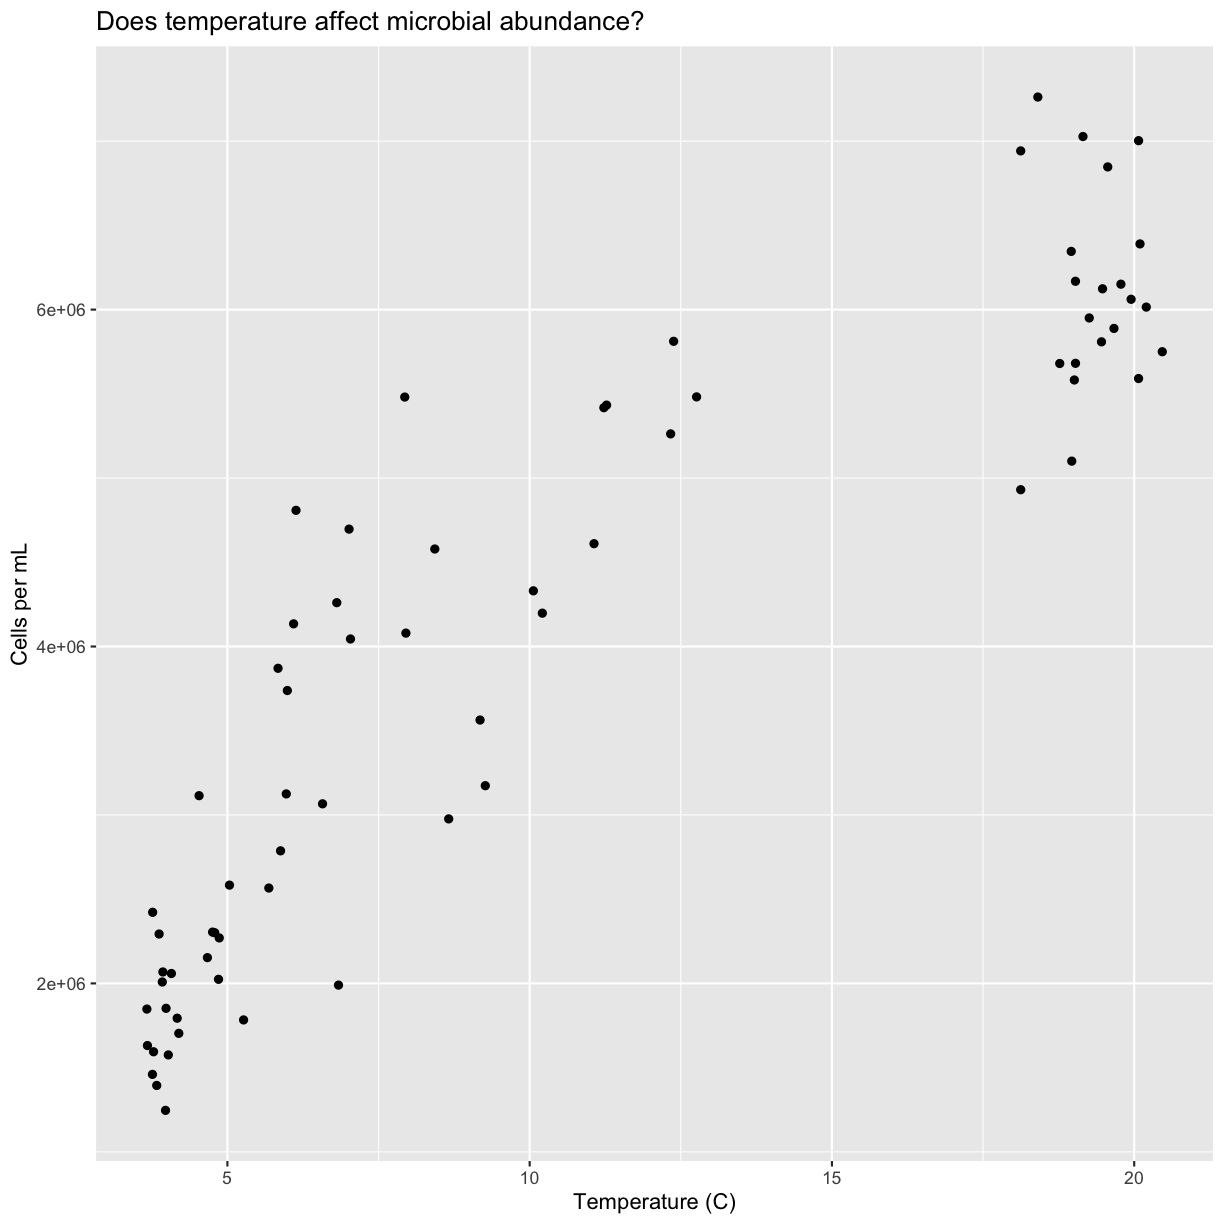 Does temperature affect microbial abundance?
6e+06
4e+06
2e+06
Cells per mL
5 10 15 20
Temperature (C)